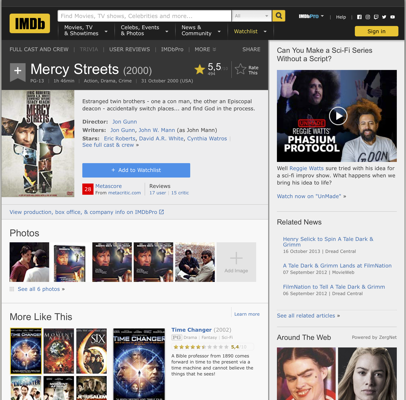 IMDb
Find Movies, TV shows, Celebrities and more...
All
Movies, TV
& Showtimes
Celebs, Events
& Photos
News &
Community
Watchlist
IMDbPro
Help
Sign in
FULL CAST AND CREW | TRIVIA | USER REVIEWS | IMDbPro | MORE
SHARE
+
Mercy Streets (2000)
PG-13 | 1h 46min | Action, Drama, Crime | 31 October 2000 (USA)
5,5/10
494
Rate
This
MERCY
STREETS
Estranged twin brothers - one a con man, the other an Episcopal
deacon - accidentally switch places... and find God in the process.
Director: Jon Gunn
Writers: Jon Gunn, John W. Mann (as John Mann)
Stars: Eric Roberts, David A.R. White, Cynthia Watros |
See full cast & crew »
+ Add to Watchlist
28
Metascore
From metacritic.com
Reviews
17 user | 15 critic
View production, box office, & company info on IMDbPro
Photos
+
Add Image
See all 6 photos »
More Like This
Learn more
TIME CHANGER
SIX
Time Changer (2002)
PG Drama | Fantasy | Sci-Fi
5,4/10
A Bible professor from 1890 comes
forward in time to the present via a
time machine and cannot believe the
things that he sees!
Can You Make a Sci-Fi Series
Without a Script?
REGGIE WATTS'
PHASIUM
PROTOCOL
Well Reggie Watts sure tried with his idea for
a sci-fi improv show. What happens when we
bring his idea to life?
Watch now on "UnMade" »
Related News
Henry Selick to Spin A Tale Dark &
Grimm
16 October 2013 | Dread Central
A Tale Dark & Grimm Lands at FilmNation
07 September 2012 | MovieWeb
FilmNation to Tell A Tale Dark & Grimm
06 September 2012 | Dread Central
See all related articles »
Around The Web | Powered by ZergNet